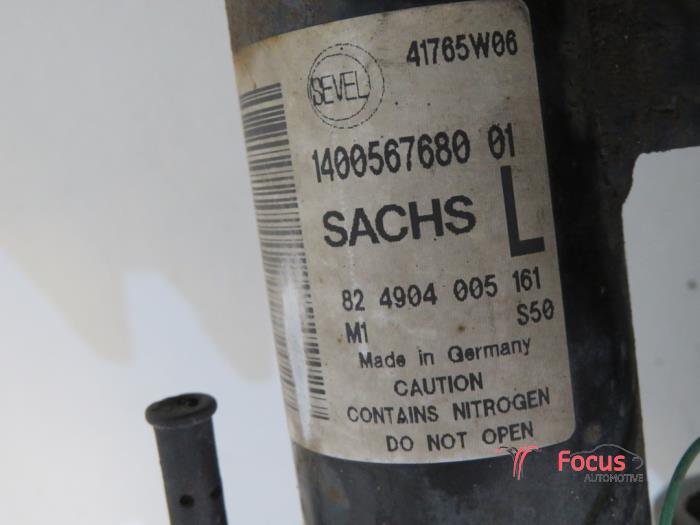 41765W06
SEVEL
1400567680 01
SACHS L
82 4904 005 161
M1 S50
Made in Germany
CAUTION
CONTAINS NITROGEN
DO NOT OPEN
Focus
AUTOMOTIVE